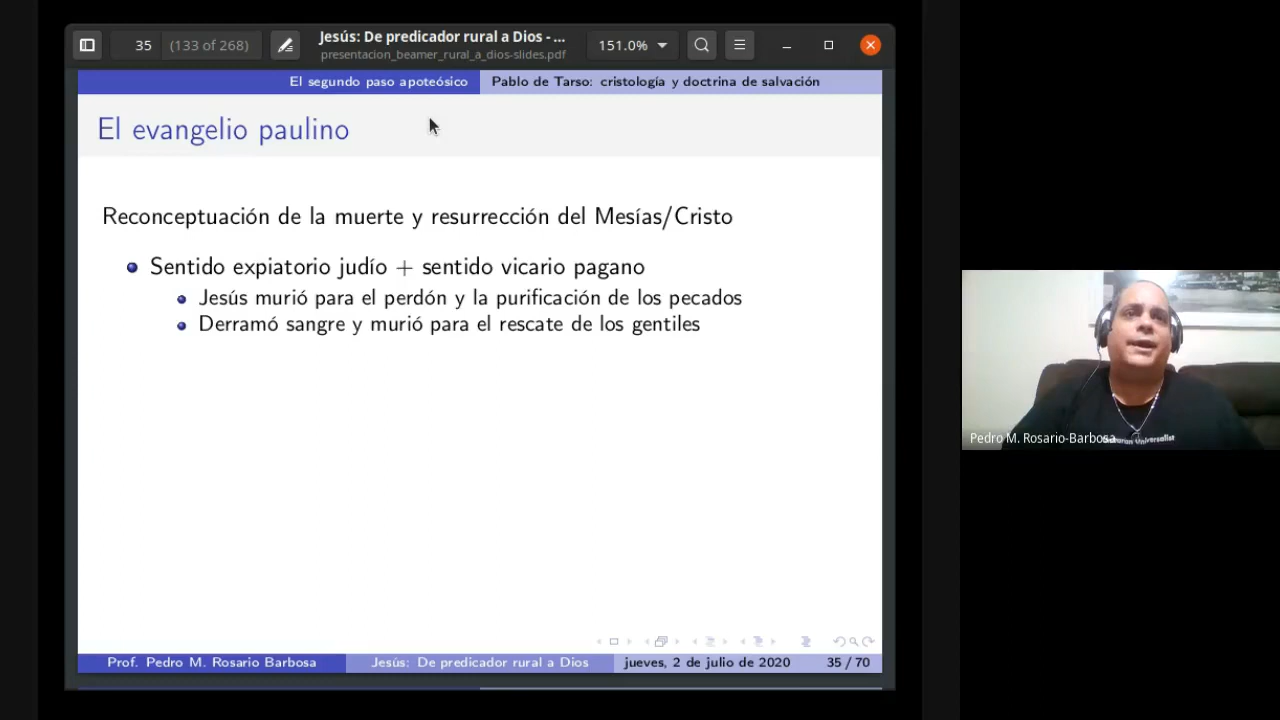 35 (133 of 268)
Jesús: De predicador rural a Dios - ...
presentacion_beamer_rural_a_dios-slides.pdf
151.0%
El segundo paso apoteósico
Pablo de Tarso: cristología y doctrina de salvación
El evangelio paulino
Reconceptuación de la muerte y resurrección del Mesías/Cristo
Sentido expiatorio judío + sentido vicario pagano
Jesús murió para el perdón y la purificación de los pecados
Derramó sangre y murió para el rescate de los gentiles
Prof. Pedro M. Rosario Barbosa
Jesús: De predicador rural a Dios
jueves, 2 de julio de 2020
35 / 70
Pedro M. Rosario-Barbosa
Universalist